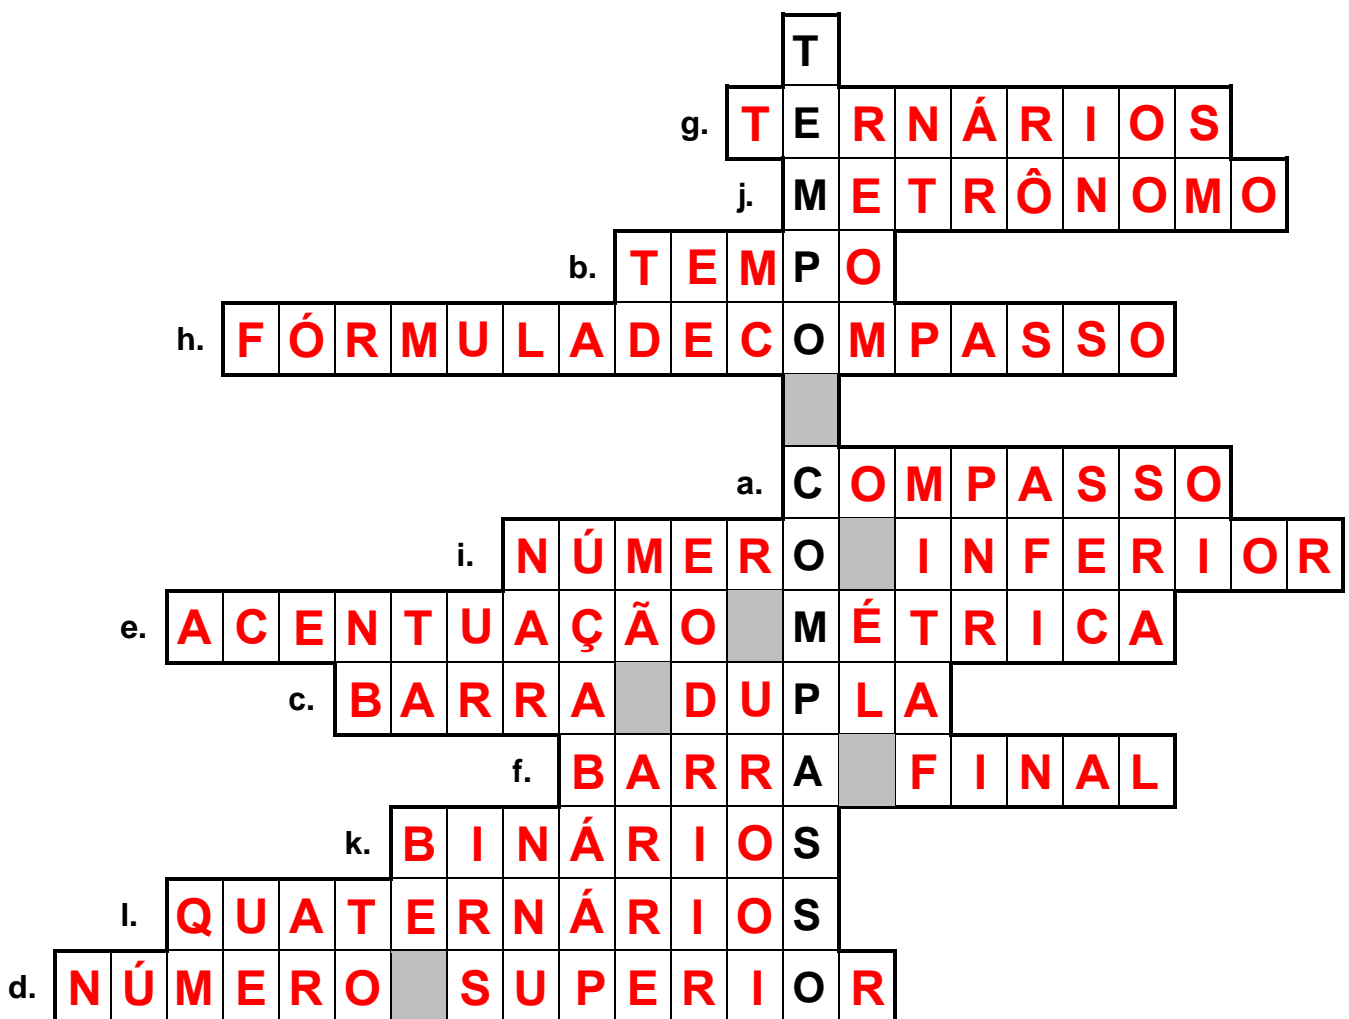 T
g. TERNÁRIOS
j. METRÔNOMO
b. TEMPO
h. FÓRMULADECOMPASSO
a. COMPASSO
i. NÚMERO INFERIOR
e. ACENTUAÇÃO MÉTRICA
c. BARRA DUPLA
f. BARRA FINAL
k. BINÁRIOS
l. QUATERNÁRIOS
d. NÚMERO SUPERIOR